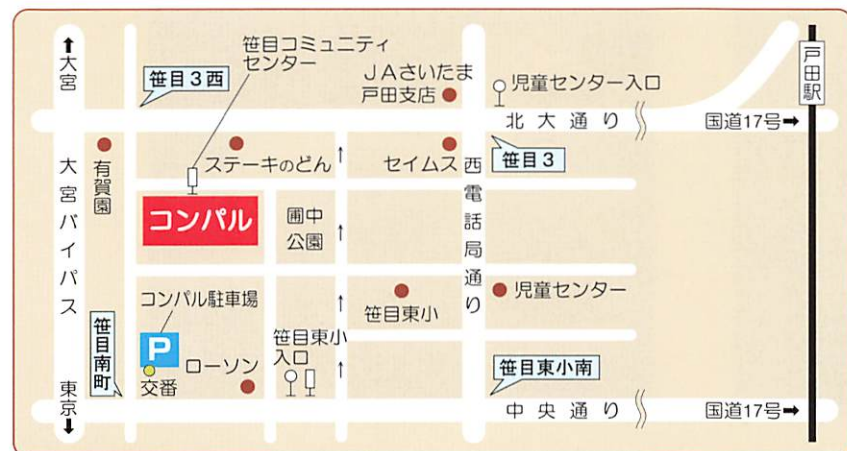 大宮
笹目3西
笹目コミュニティ
センター
JAさいたま
戸田支店
児童センター入口
戸田駅
北大通り
国道17号
有賀園
ステーキのどん
セイムス
笹目3
大宮バイパス
コンパル
圃中
公園
西電話局通り
コンパル駐車場
P
交番
笹目南町
ローソン
笹目東小
入口
笹目東小
児童センター
笹目東小南
東京
中央通り
国道17号